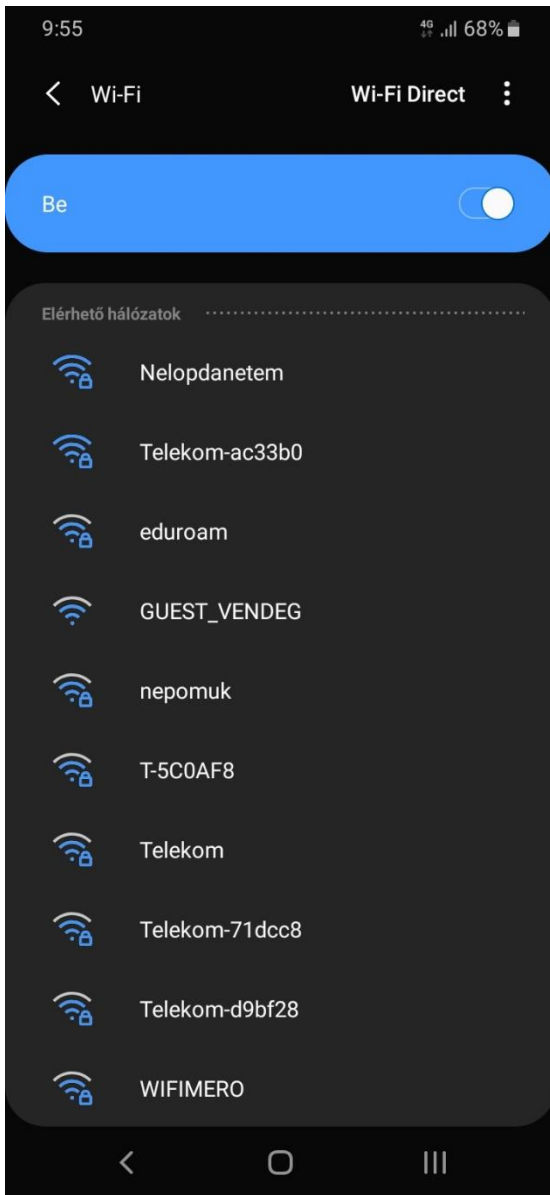 9:55 4G 68%
Wi-Fi Wi-Fi Direct
Be
Elérhető hálózatok
Nelopdanetem
Telekom-ac33b0
eduroam
GUEST_VENDEG
nepomuk
T-5C0AF8
Telekom
Telekom-71dcc8
Telekom-d9bf28
WIFIMERO